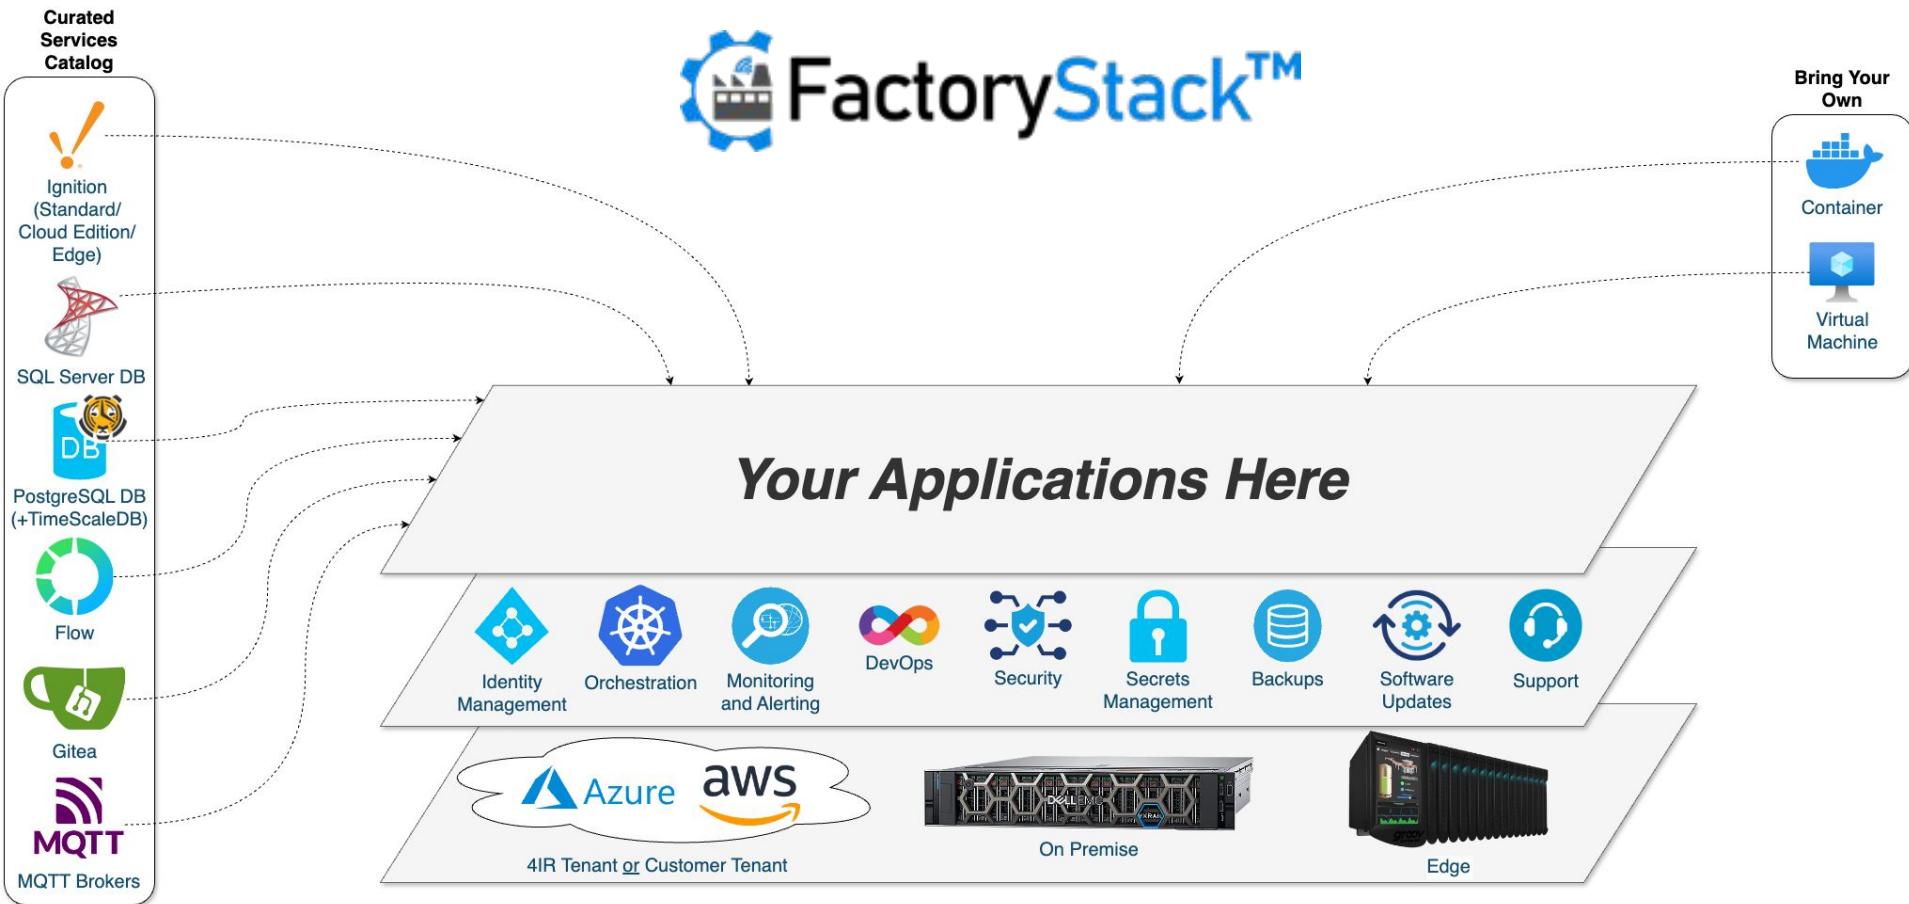 Curated
Services
Catalog
Ignition
(Standard/
Cloud Edition/
Edge)
SQL Server DB
DB
PostgreSQL DB
(+TimeScaleDB)
Flow
Gitea
MQTT
MQTT Brokers
FactoryStack™
Bring Your
Own
Container
Virtual
Machine
Your Applications Here
Identity
Management
Orchestration
Monitoring
and Alerting
DevOps
Security
Secrets
Management
Backups
Software
Updates
Support
Azure
aws
4IR Tenant or Customer Tenant
DELL EMC
On Premise
groov
Edge